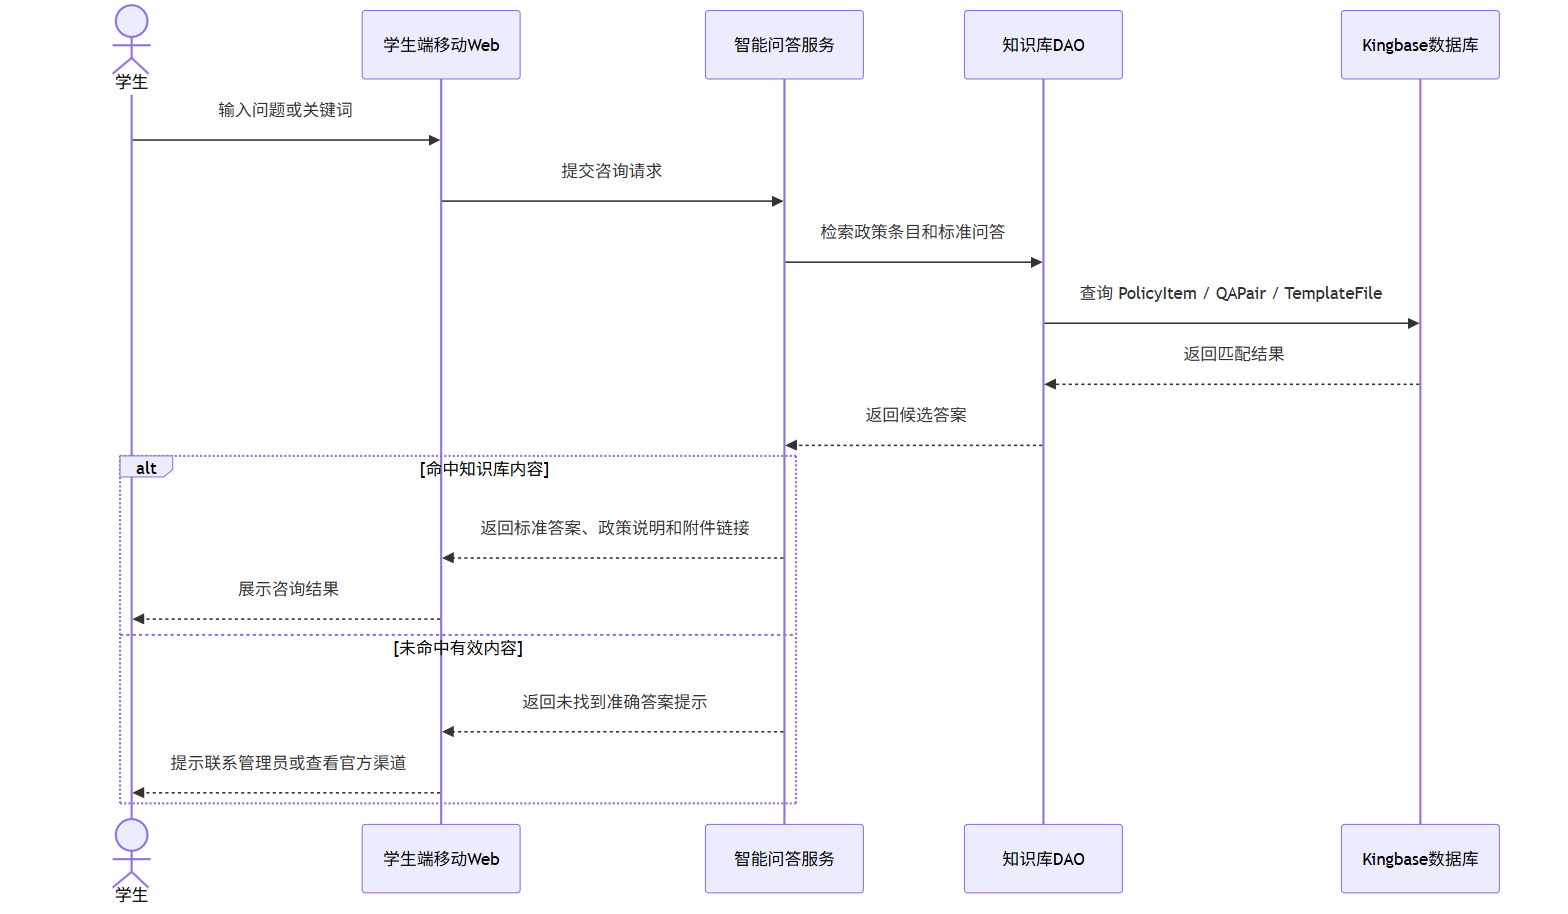 学生
学生端移动Web
智能问答服务
知识库DAO
Kingbase数据库
输入问题或关键词
提交咨询请求
检索政策条目和标准问答
查询 PolicyItem / QAPair / TemplateFile
返回匹配结果
返回候选答案
alt
[命中知识库内容]
返回标准答案、政策说明和附件链接
展示咨询结果
[未命中有效内容]
返回未找到准确答案提示
提示联系管理员或查看官方渠道
学生
学生端移动Web
智能问答服务
知识库DAO
Kingbase数据库